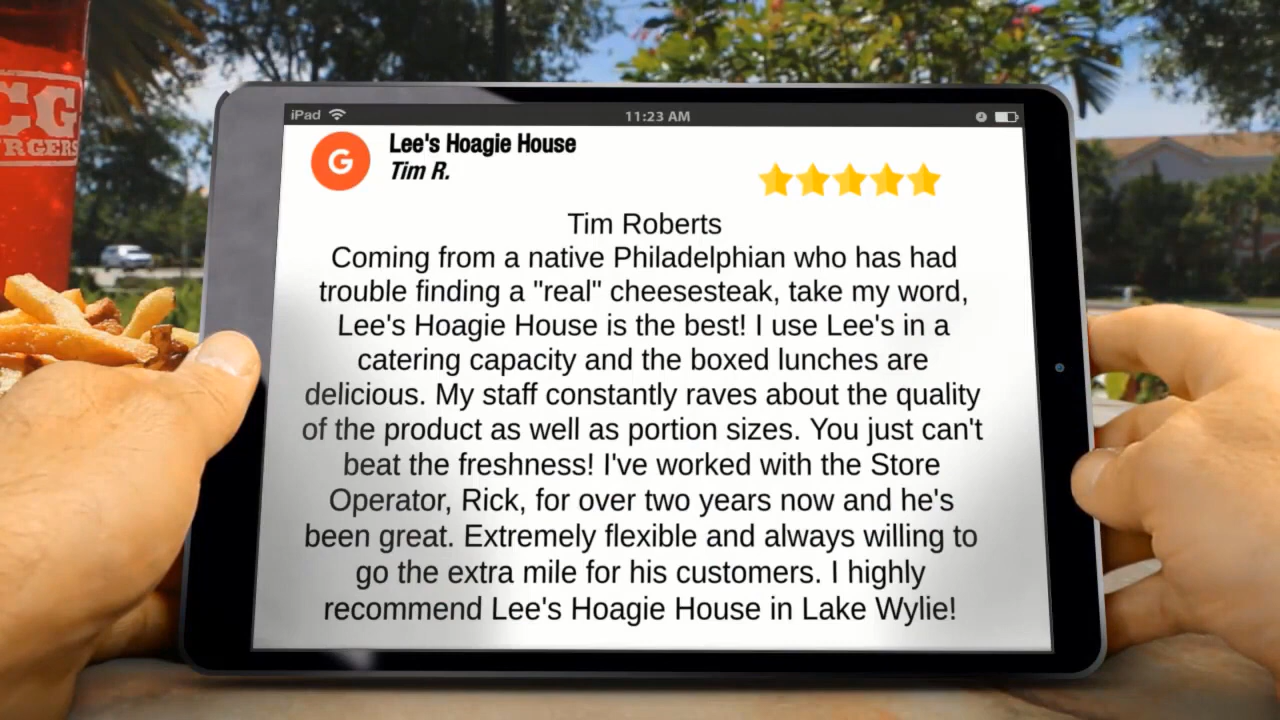 CG
RGERS
iPad
11:23 AM
G
Lee's Hoagie House
Tim R.
Tim Roberts
Coming from a native Philadelphian who has had
trouble finding a "real" cheesesteak, take my word,
Lee's Hoagie House is the best! I use Lee's in a
catering capacity and the boxed lunches are
delicious. My staff constantly raves about the quality
of the product as well as portion sizes. You just can't
beat the freshness! I've worked with the Store
Operator, Rick, for over two years now and he's
been great. Extremely flexible and always willing to
go the extra mile for his customers. I highly
recommend Lee's Hoagie House in Lake Wylie!